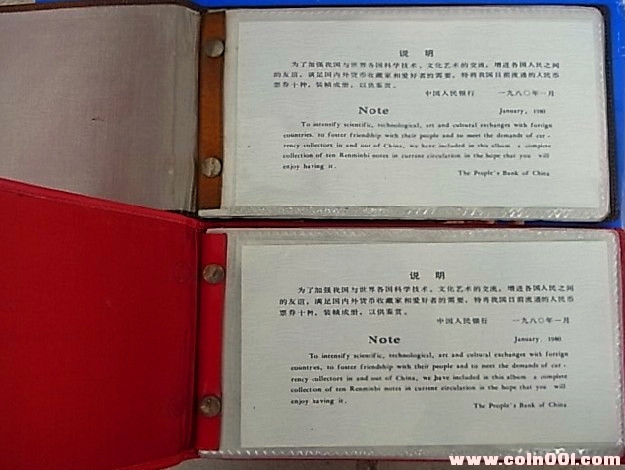 说 明
为了加强我国与世界各国科学技术、文化艺术的交流，增进各国人民之间
的友谊，满足国内外货币收藏家和爱好者的需要，特将我国目前流通的人民币
票券十种，装帧成册，以供鉴赏。
中国人民银行 一九八〇年一月
Note
January, 1980
To intensify scientific, technological, art and cultural exchanges with foreign
countries, to foster friendship with their people and to meet the demands of cur-
rency collectors in and out of China, we have included in this album a complete
collection of ten Renminbi notes in current circulation in the hope that you will
enjoy having it.
The People's Bank of China
说 明
为了加强我国与世界各国科学技术、文化艺术的交流，增进各国人民之间
的友谊，满足国内外货币收藏家和爱好者的需要，特将我国目前流通的人民币
票券十种，装帧成册，以供鉴赏。
中国人民银行 一九八〇年一月
Note
January, 1980
To intensify scientific, technological, art and cultural exchanges with foreign
countries, to foster friendship with their people and to meet the demands of cur-
rency collectors in and out of China, we have included in this album a complete
collection of ten Renminbi notes in current circulation in the hope that you will
enjoy having it.
The People's Bank of China
www.coin001.com